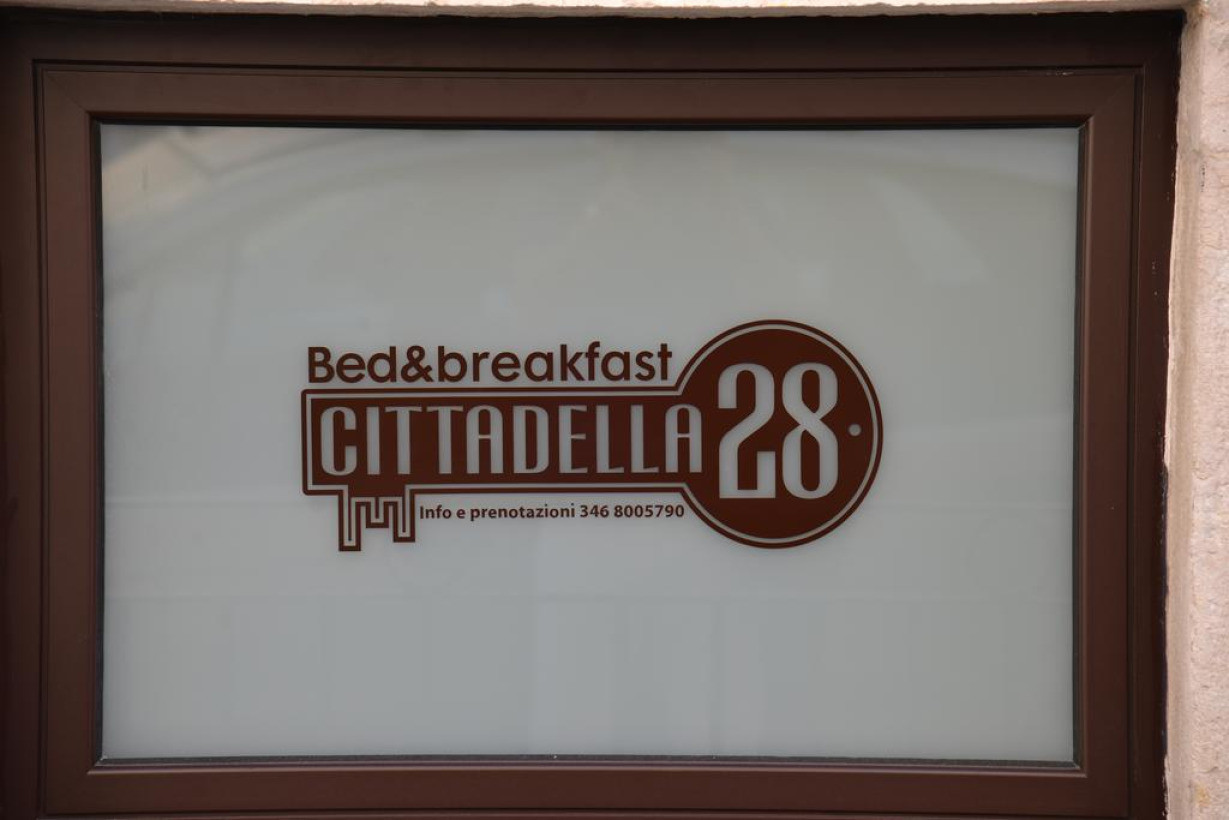 Bed&breakfast
CITTADELLA 28
Info e prenotazioni 346 8005790